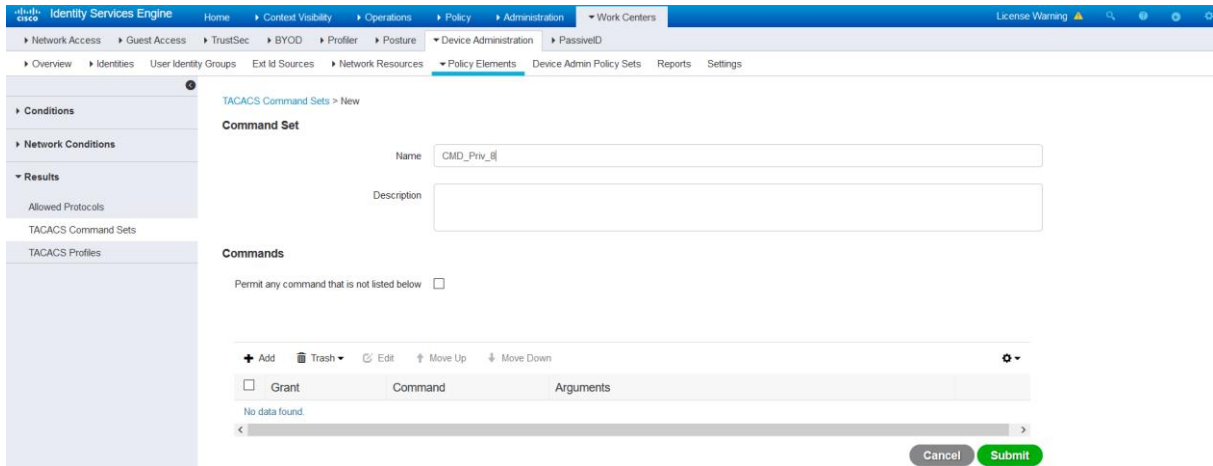 cisco Identity Services Engine Home Context Visibility Operations Policy Administration Work Centers License Warning
Network Access Guest Access TrustSec BYOD Profiler Posture Device Administration PassiveID
Overview Identities User Identity Groups Ext Id Sources Network Resources Policy Elements Device Admin Policy Sets Reports Settings
Conditions
Network Conditions
Results
Allowed Protocols
TACACS Command Sets
TACACS Profiles
TACACS Command Sets > New
Command Set
Name CMD_Priv_8
Description
Commands
Permit any command that is not listed below
Add Trash Edit Move Up Move Down
Grant Command Arguments
No data found.
Cancel Submit